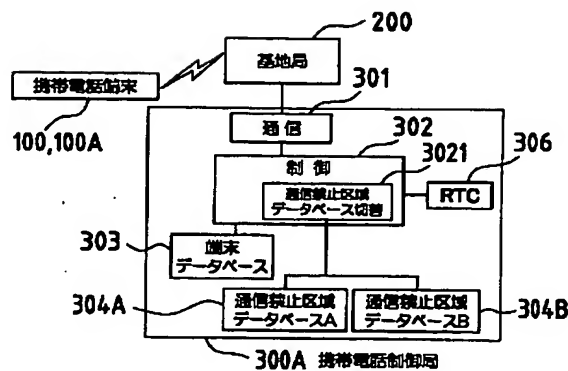 200
基地局
携帯電話端末
100,100A
301
通信
302
制御
3021
通信禁止区域
データベース切替
306
RTC
303
端末
データベース
304A
通信禁止区域
データベースA
通信禁止区域
データベースB
304B
300A 携帯電話制御局